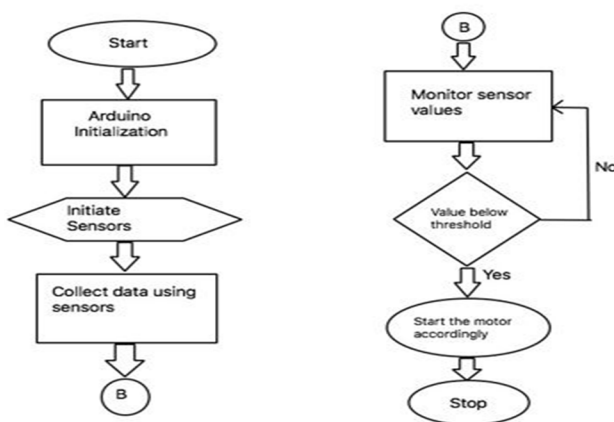 Start
Arduino
Initialization
Initiate
Sensors
Collect data using
sensors
B
B
Monitor sensor
values
No
Value below
threshold
Yes
Start the motor
accordingly
Stop